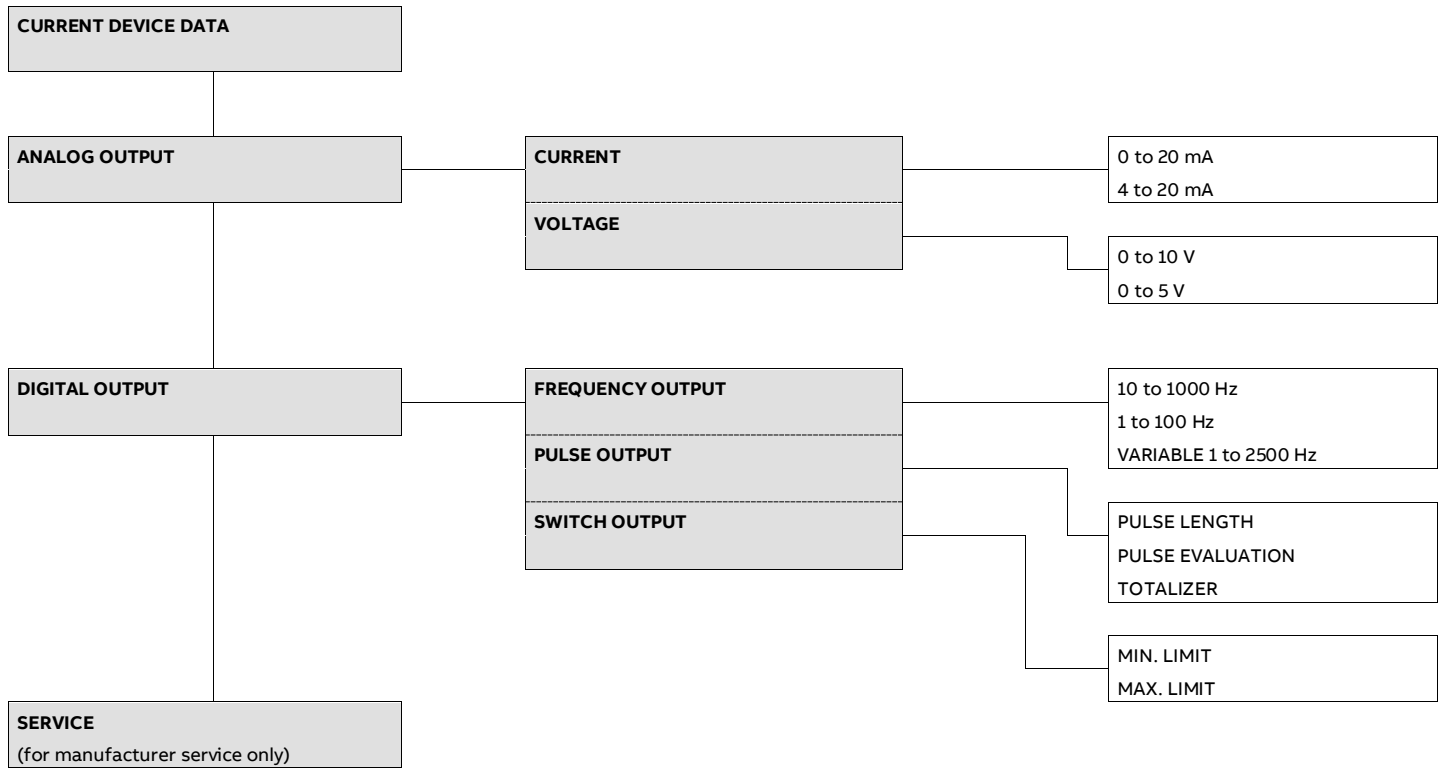 CURRENT DEVICE DATA
ANALOG OUTPUT
CURRENT
0 to 20 mA
4 to 20 mA
VOLTAGE
0 to 10 V
0 to 5 V
DIGITAL OUTPUT
FREQUENCY OUTPUT
10 to 1000 Hz
1 to 100 Hz
VARIABLE 1 to 2500 Hz
PULSE OUTPUT
PULSE LENGTH
PULSE EVALUATION
TOTALIZER
SWITCH OUTPUT
MIN. LIMIT
MAX. LIMIT
SERVICE
(for manufacturer service only)